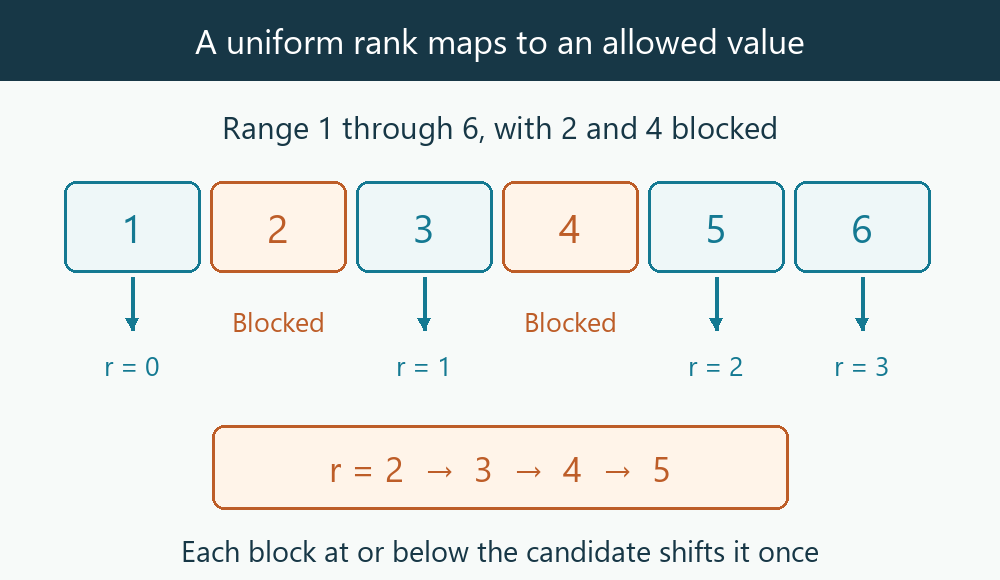 A uniform rank maps to an allowed value
Range 1 through 6, with 2 and 4 blocked
1 2 3 4 5 6
Blocked Blocked
r = 0 r = 1 r = 2 r = 3
r = 2 → 3 → 4 → 5
Each block at or below the candidate shifts it once